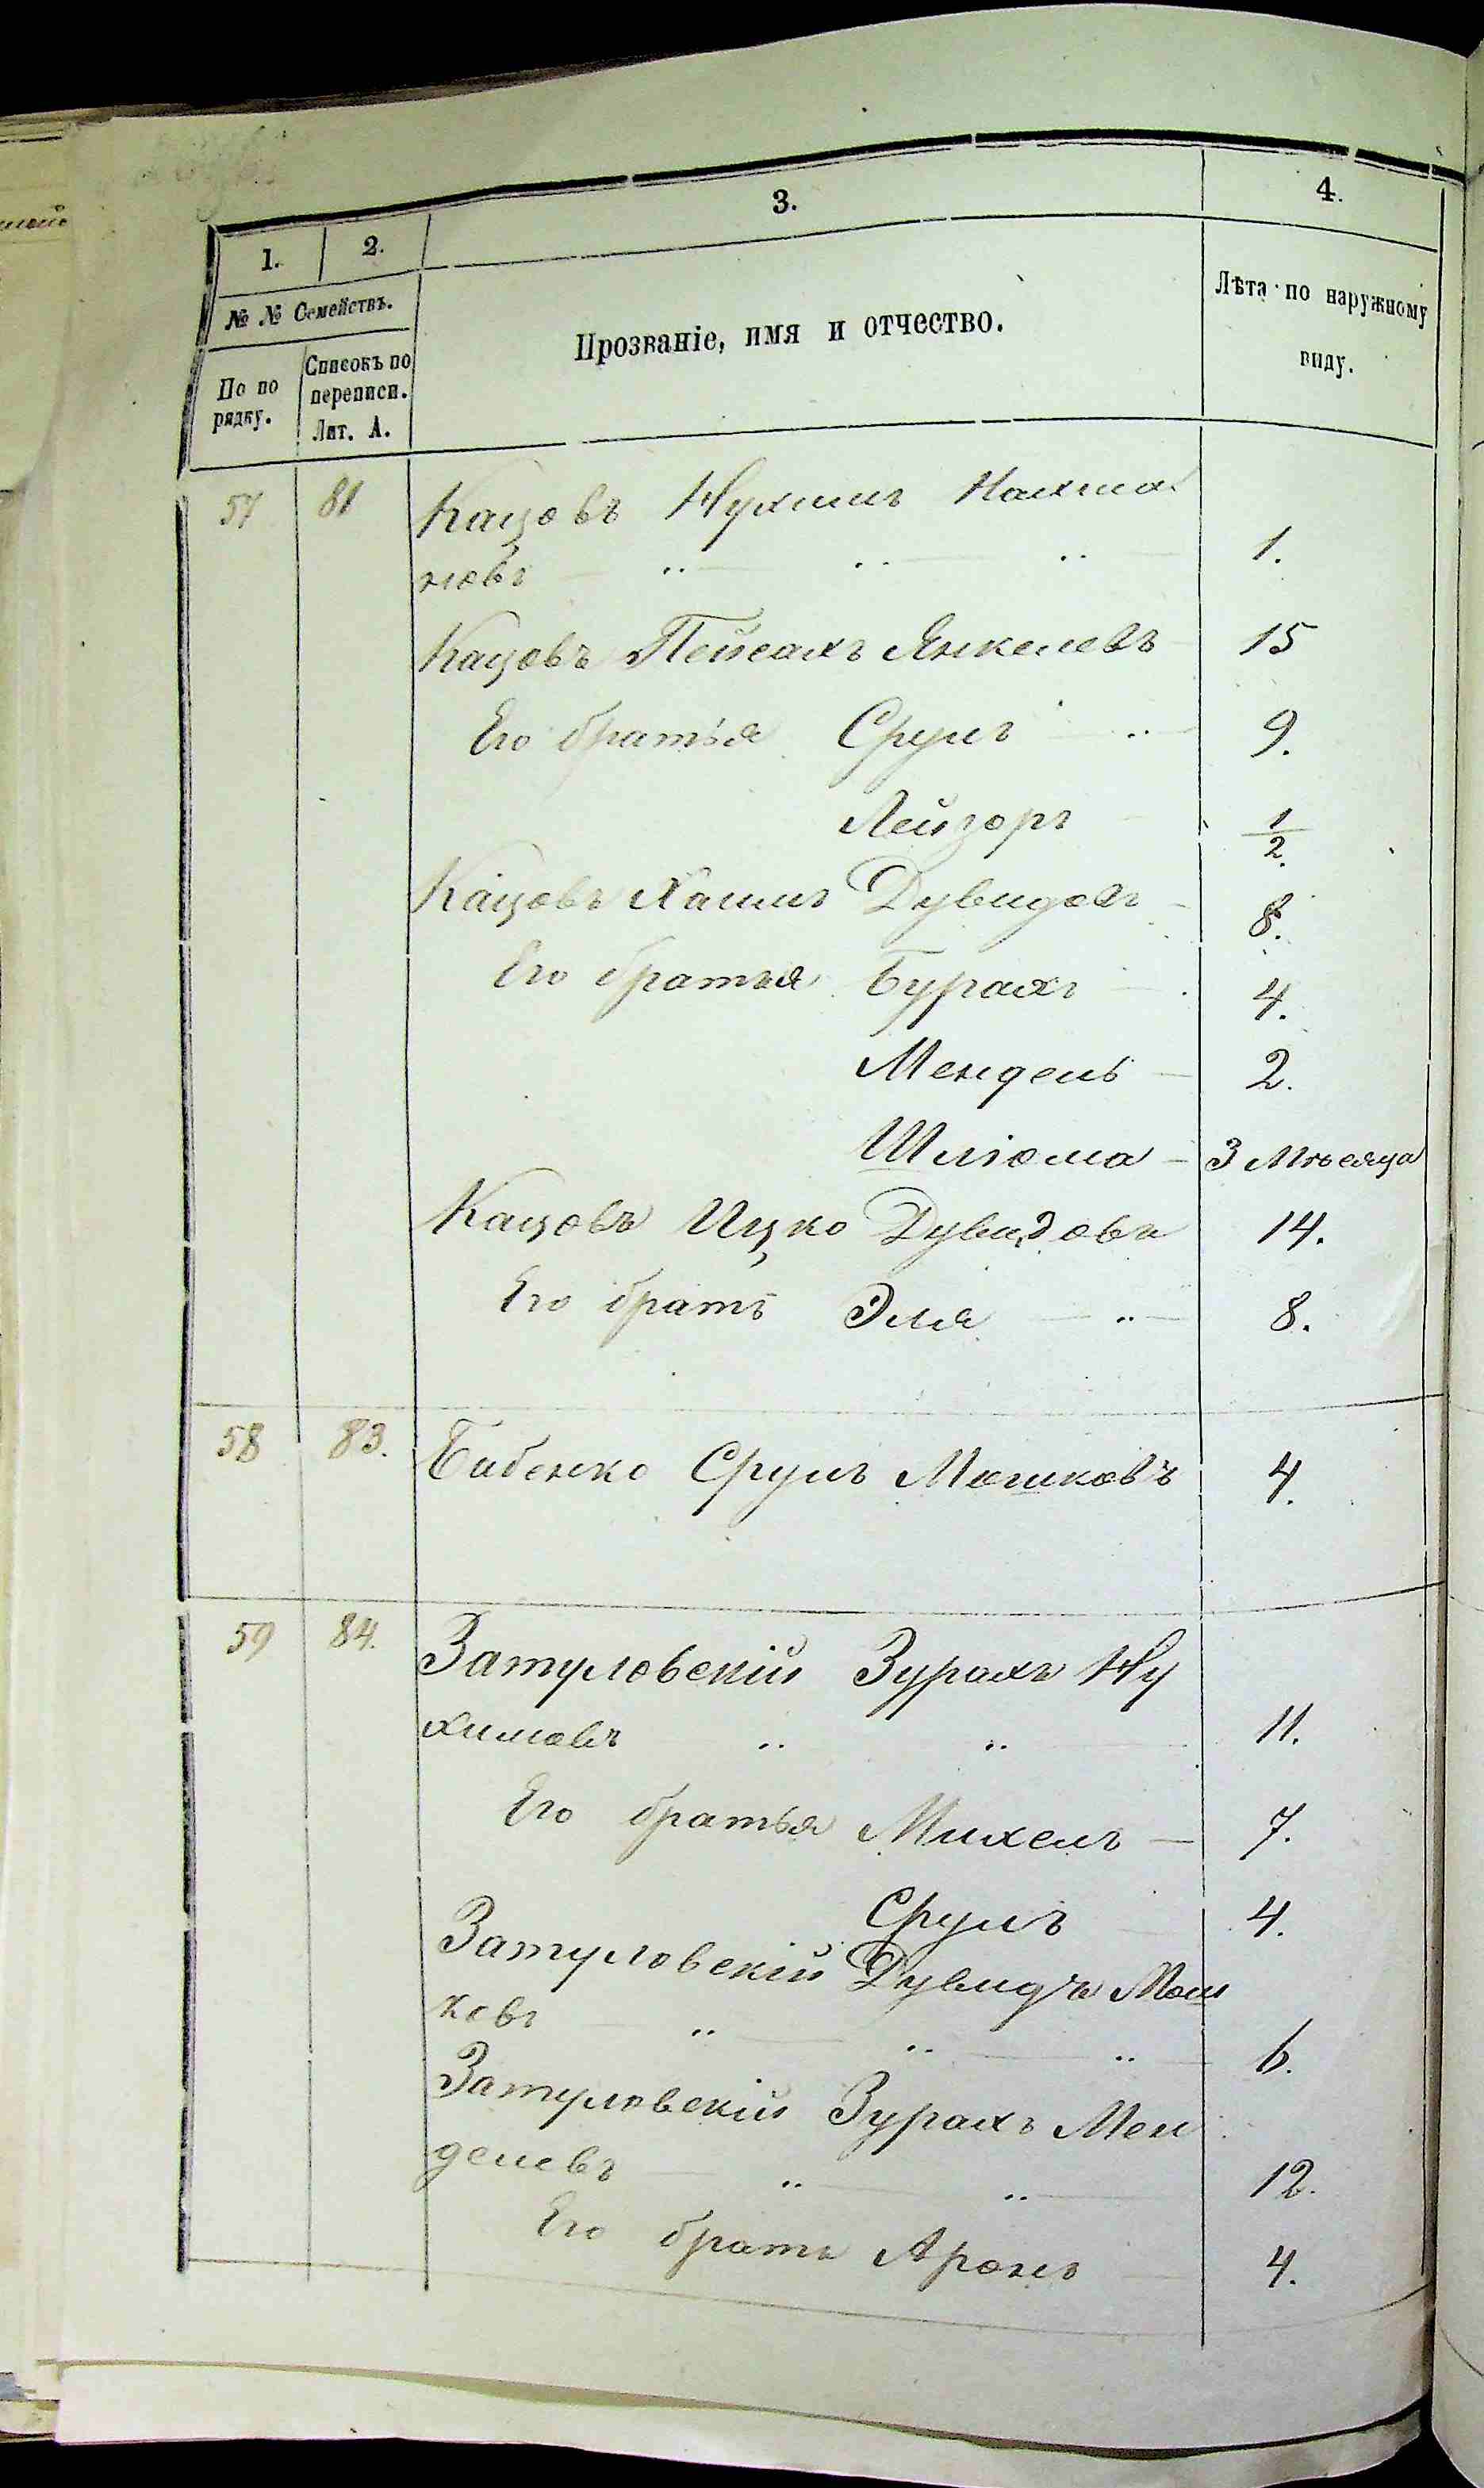 1.
2.
3.
4.
№ № Семействъ.
По по
рядку.
Списокъ по
переписи.
Лит. А.
Прозваніе, имя и отчество.
Лѣта по наружному
виду.
57 81 Кацовъ Нухимъ Нахма
новъ 1.
Кацовъ Пейсахъ Янкелевъ 15
Его братья Срулъ 9.
Лейзоръ 1/2.
Кацовъ Хаимъ Дувидовъ 8.
Его братья Бурахъ 4.
Мендель 2.
Шліома 3 Мѣсяца
Кацовъ Ицко Дувидовъ 14.
Его братъ Эля 8.
58 83. Бабенко Срулъ Мошковъ 4.
59 84. Затуловскій Зурахъ Ну
химовъ 11.
Его братья Михелъ 7.
Срулъ 4.
Затуловскій Дувидъ Мош
ковъ 6.
Затуловскій Зурахъ Мен
делевъ 12.
Его братъ Аронъ 4.